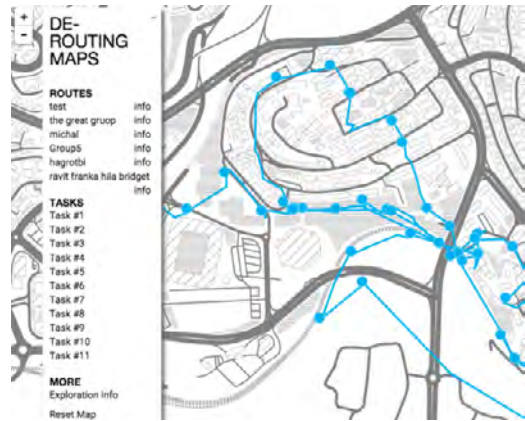 +
-
DE-
ROUTING
MAPS
ROUTES
test info
the great gruop info
michal info
Group5 info
hagrotbi info
ravit franka hila bridget
info
TASKS
Task #1
Task #2
Task #3
Task #4
Task #5
Task #6
Task #7
Task #8
Task #9
Task #10
Task #11
MORE
Exploration Info
Reset Map